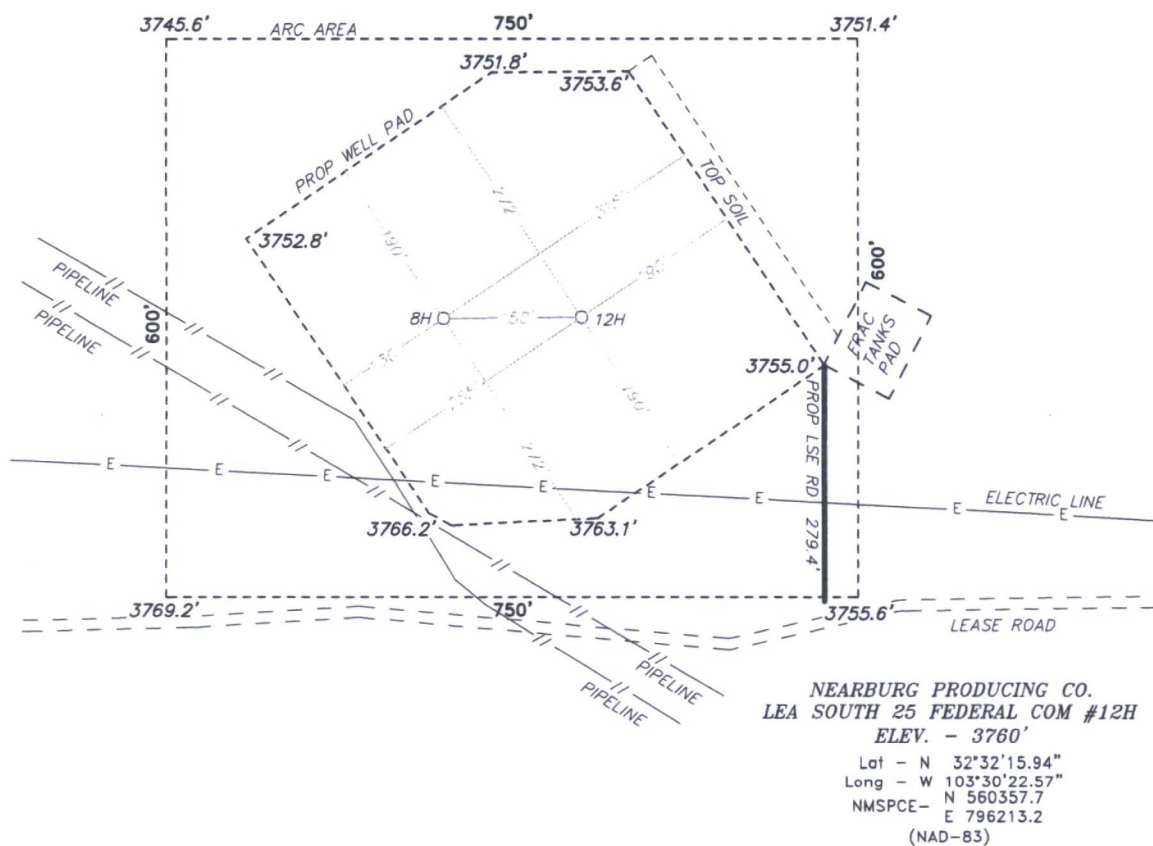 3745.6'
ARC AREA
750'
3751.4'
3751.8'
3753.6'
PROP WELL PAD
TOP SOIL
190'
3752.8'
600'
600'
PIPELINE
PIPELINE
8H
12H
FRAC
TANKS
PAD
3755.0'
190'
PROP LSE RD 279.4'
E E E E E E E E E
ELECTRIC LINE
3766.2'
3763.1'
3769.2'
750'
3755.6'
LEASE ROAD
PIPELINE
PIPELINE
NEARBURG PRODUCING CO.
LEA SOUTH 25 FEDERAL COM #12H
ELEV. - 3760'
Lat - N 32°32'15.94"
Long - W 103°30'22.57"
NMSPCE- N 560357.7
E 796213.2
(NAD-83)